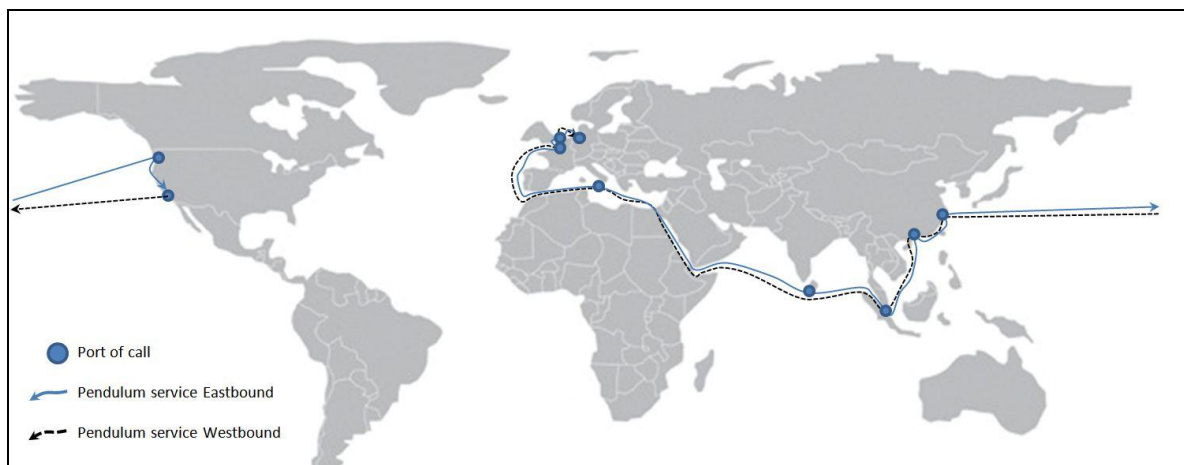 Port of call
Pendulum service Eastbound
Pendulum service Westbound